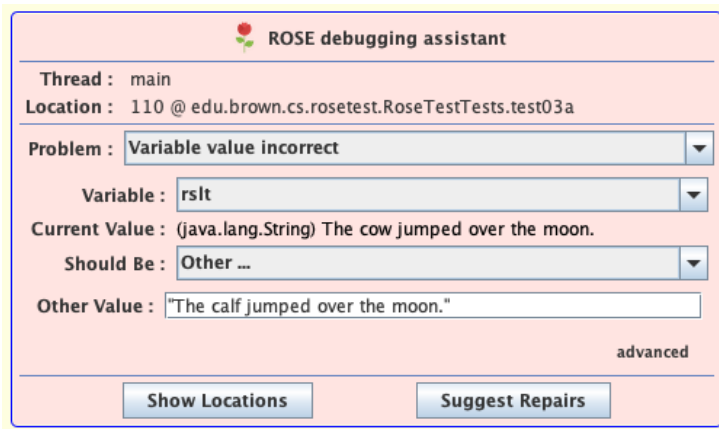 ROSE debugging assistant
Thread : main
Location : 110 @ edu.brown.cs.rosetest.RoseTestTests.test03a
Problem : Variable value incorrect
Variable : rslt
Current Value : (java.lang.String) The cow jumped over the moon.
Should Be : Other ...
Other Value : "The calf jumped over the moon."
advanced
Show Locations Suggest Repairs